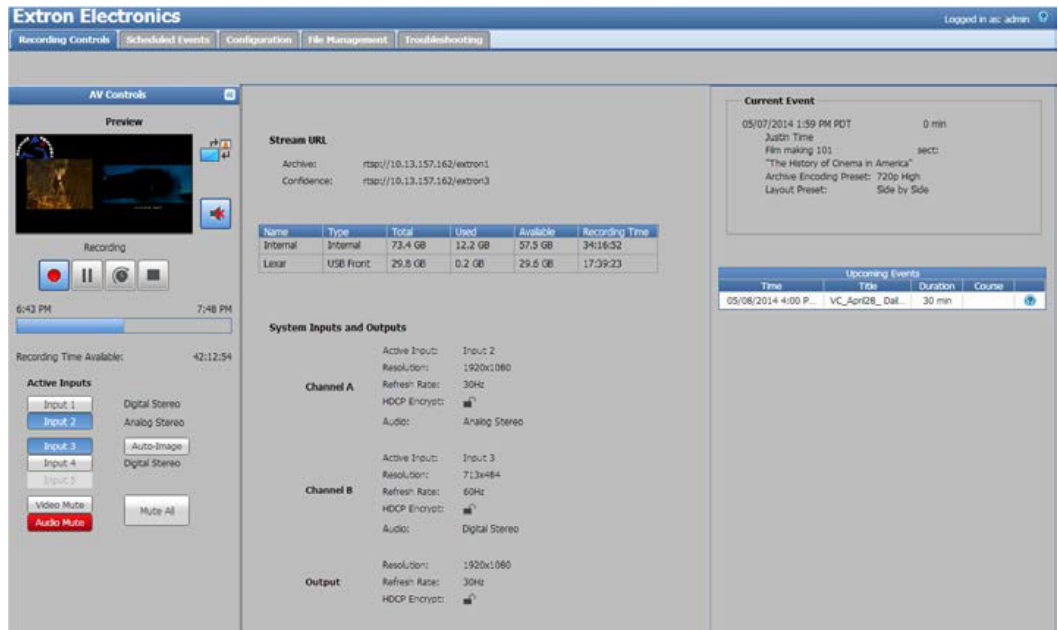 Extron Electronics
Logged in as: admin
Recording Controls Scheduled Events Configuration File Management Troubleshooting
AV Controls
Preview
Recording
6:43 PM 7:48 PM
Recording Time Available: 42:12:54
Active Inputs
Input 1 Digital Stereo
Input 2 Analog Stereo
Input 3 Auto-Image
Input 4 Digital Stereo
Input 5
Video Mute Mute All
Audio Mute
Stream URL
Archive: rtsp://10.13.157.162/extron1
Confidence: rtsp://10.13.157.162/extron3
Name Type Total Used Available Recording Time
Internal Internal 73.4 GB 12.2 GB 57.5 GB 34:16:52
Lexar USB Front 29.8 GB 0.2 GB 29.6 GB 17:39:23
System Inputs and Outputs
Channel A
Active Input: Input 2
Resolution: 1920x1080
Refresh Rate: 30Hz
HDCP Encrypt:
Audio: Analog Stereo
Channel B
Active Input: Input 3
Resolution: 713x484
Refresh Rate: 60Hz
HDCP Encrypt:
Audio: Digital Stereo
Output
Resolution: 1920x1080
Refresh Rate: 30Hz
HDCP Encrypt:
Current Event
05/07/2014 1:59 PM PDT 0 min
Justin Time
Film making 101 sect:
"The History of Cinema in America"
Archive Encoding Preset: 720p High
Layout Preset: Side by Side
Upcoming Events
Time Title Duration Course
05/08/2014 4:00 P... VC_April28_ Dail... 30 min